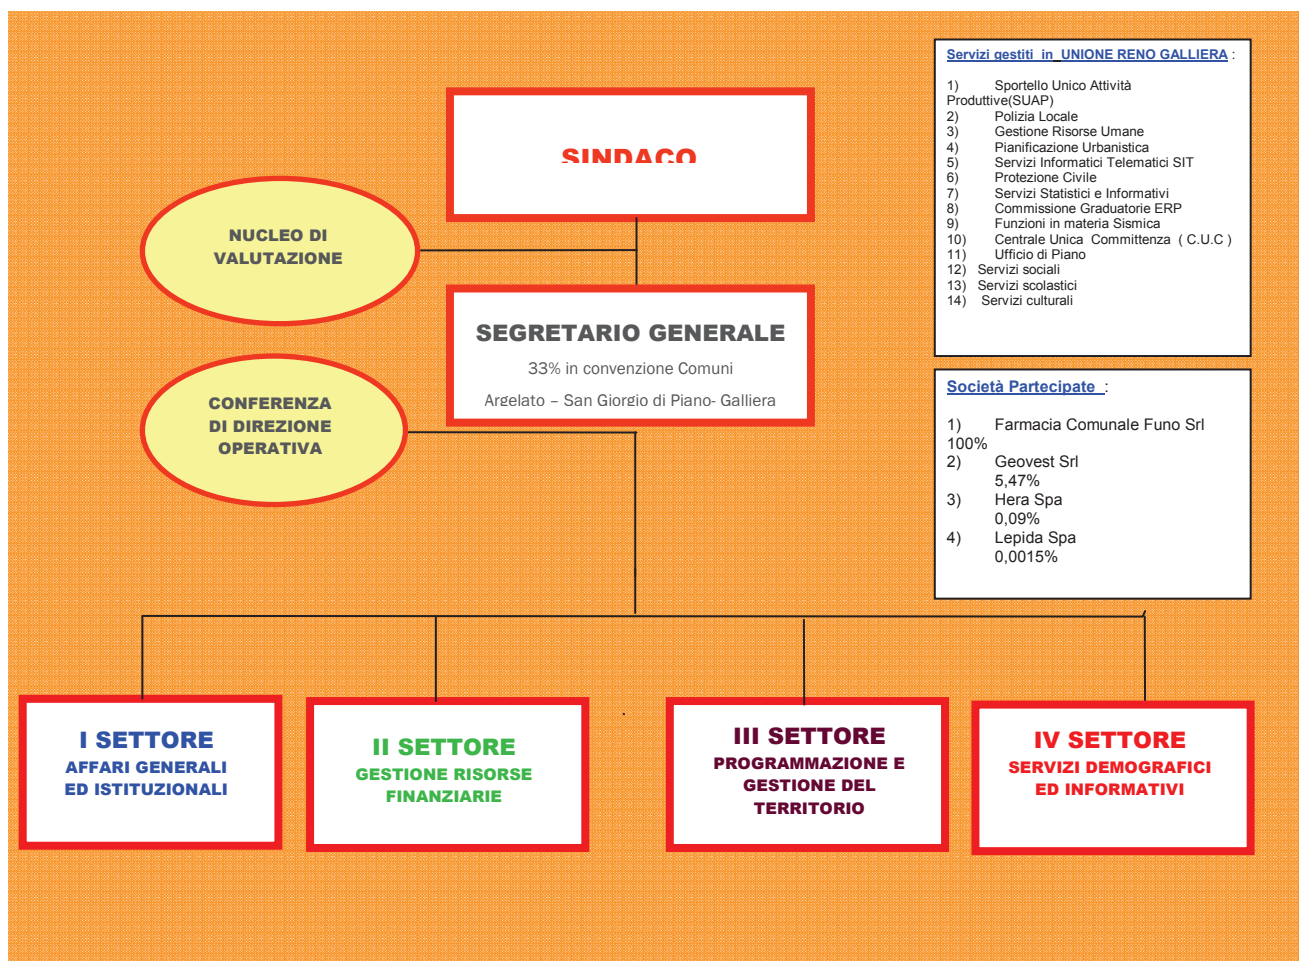 SINDACO
NUCLEO DI
VALUTAZIONE
SEGRETARIO GENERALE
33% in convenzione Comuni
Argelato – San Giorgio di Piano- Galliera
CONFERENZA
DI DIREZIONE
OPERATIVA
Servizi gestiti in UNIONE RENO GALLIERA :
1) Sportello Unico Attività
Produttive(SUAP)
2) Polizia Locale
3) Gestione Risorse Umane
4) Pianificazione Urbanistica
5) Servizi Informatici Telematici SIT
6) Protezione Civile
7) Servizi Statistici e Informativi
8) Commissione Graduatorie ERP
9) Funzioni in materia Sismica
10) Centrale Unica Committenza ( C.U.C )
11) Ufficio di Piano
12) Servizi sociali
13) Servizi scolastici
14) Servizi culturali
Società Partecipate :
1) Farmacia Comunale Funo Srl
100%
2) Geovest Srl
5,47%
3) Hera Spa
0,09%
4) Lepida Spa
0,0015%
I SETTORE
AFFARI GENERALI
ED ISTITUZIONALI
II SETTORE
GESTIONE RISORSE
FINANZIARIE
III SETTORE
PROGRAMMAZIONE E
GESTIONE DEL
TERRITORIO
IV SETTORE
SERVIZI DEMOGRAFICI
ED INFORMATIVI